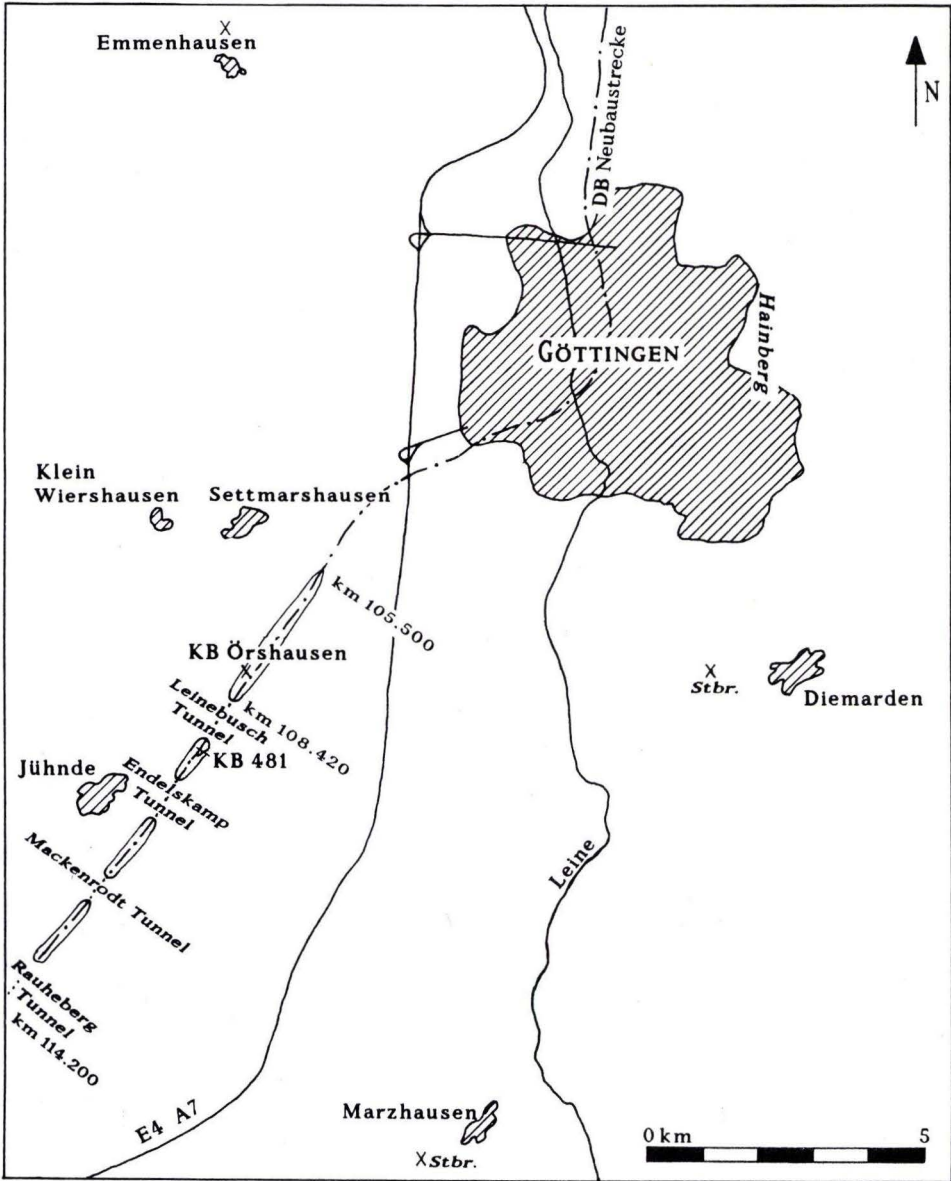 Emmenhausen
N
DB Neubaustrecke
Hainberg
GÖTTINGEN
Klein
Wiershausen
Settmarshausen
km 105.500
KB Örshausen
Stbr.
Diemarden
Leinebusch
Tunnel
km 108.420
KB 481
Jühnde
Endelskamp
Tunnel
Mackenrodt Tunnel
Leine
Rauheberg
Tunnel
km 114.200
E4 A7
Marzhausen
Stbr.
0 km 5